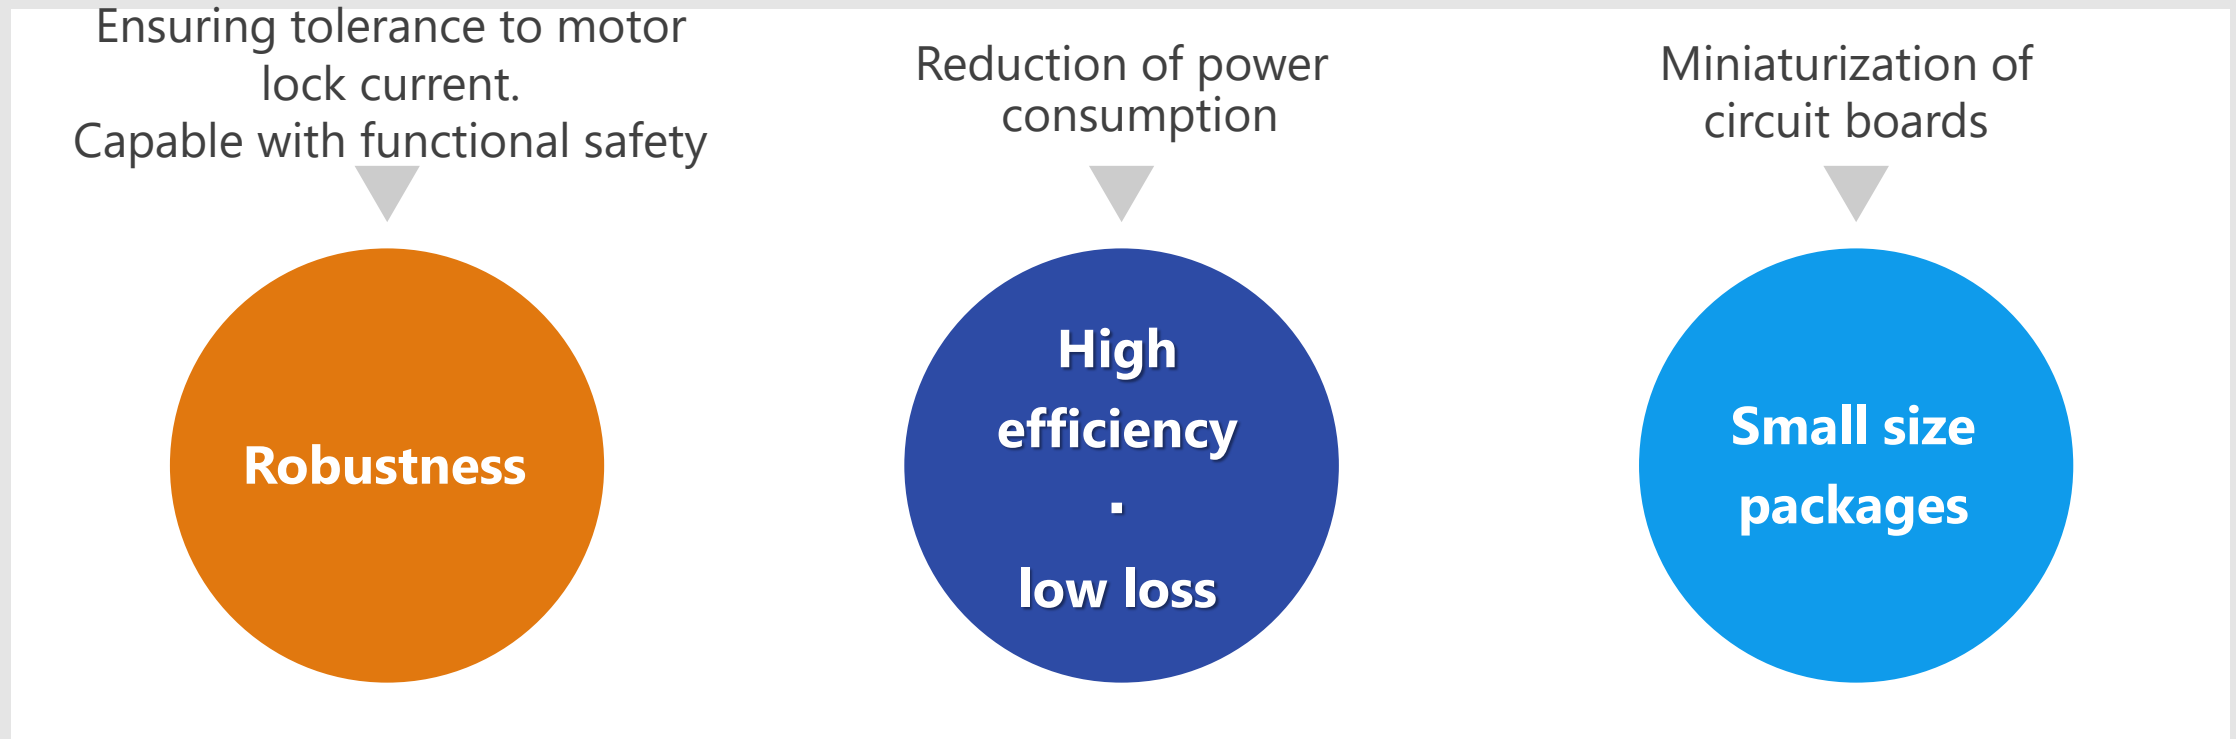 Ensuring tolerance to motor
lock current.
Capable with functional safety
Reduction of power
consumption
Miniaturization of
circuit boards
Robustness
High
efficiency
·
low loss
Small size
packages